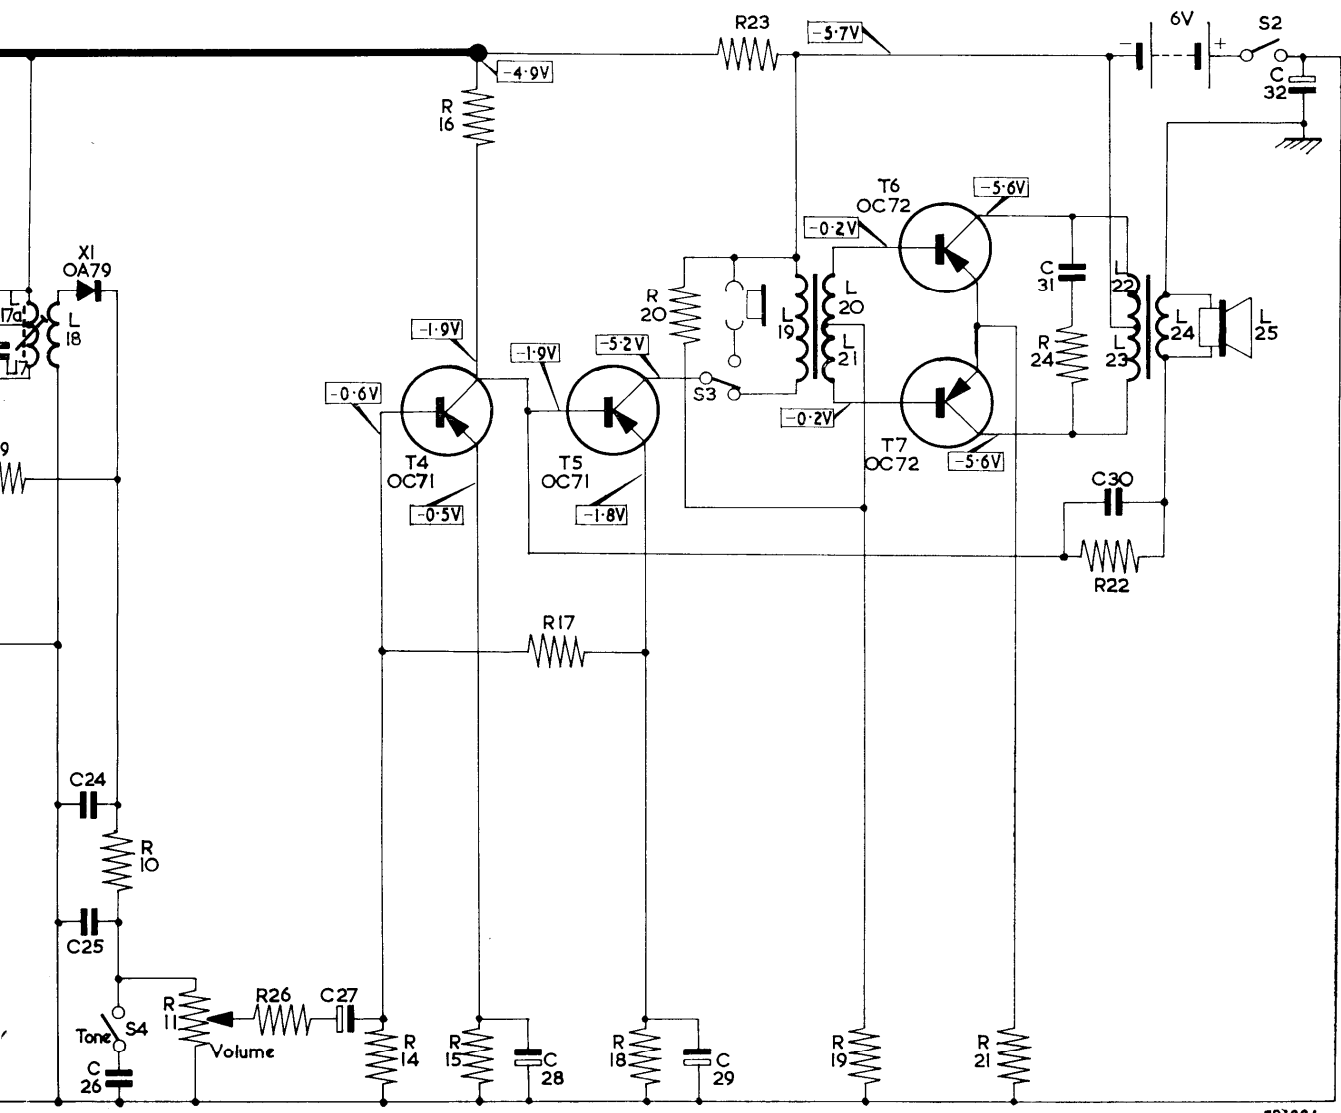 R23
-5·7V
6V
S2
-
+
-4·9V
C
32
R
16
T6
OC72
-5·6V
-0·2V
X1
OA79
L
17a
L
18
L17
C
31
L
22
R
20
L
19
L
20
L
21
R
24
L
23
L
24
L
25
-1·9V
-1·9V
-5·2V
-0·6V
S3
-0·2V
T4
OC71
T5
OC71
T7
OC72
-5·6V
9
-0·5V
-1·8V
C30
R22
R17
C24
R
10
C25
R
11
R26
C27
S4
Tone
Volume
C
26
R
14
R
15
C
28
R
18
C
29
R
19
R
21